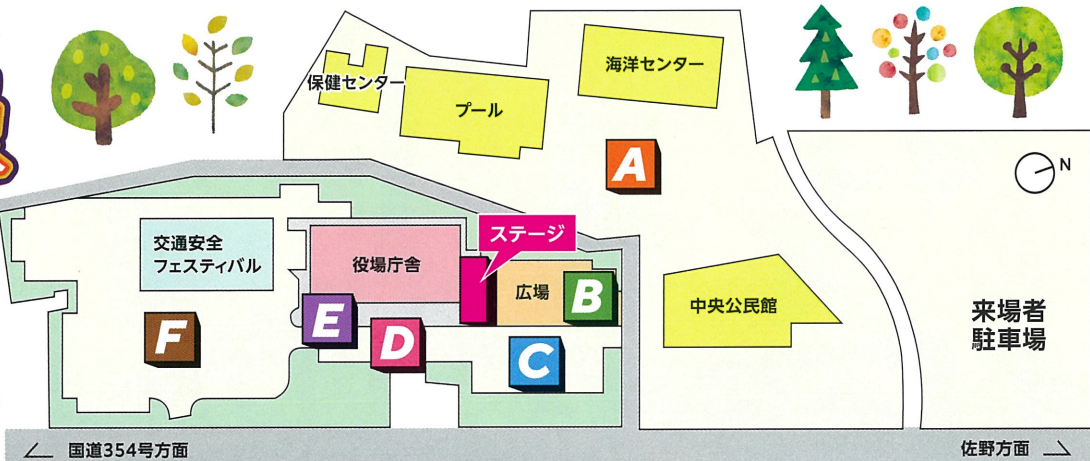 保健センター
プール
海洋センター
A
N
ステージ
交通安全
フェスティバル
役場庁舎
広場
B
中央公民館
来場者
駐車場
E
D
F
C
国道354号方面
佐野方面